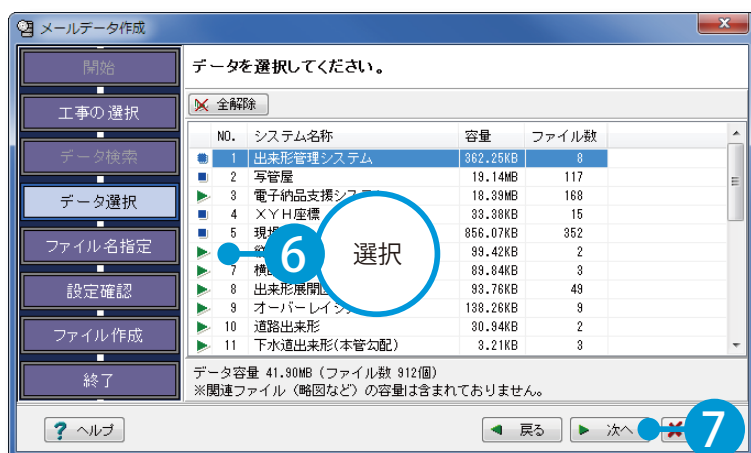 メールデータ作成
開始
工事の選択
データ検索
データ選択
ファイル名指定
設定確認
ファイル作成
終了
データを選択してください。
全解除
NO. システム名称 容量 ファイル数
1 出来形管理システム 362.25KB 8
2 写管屋 19.14MB 117
3 電子納品支援システム 18.39MB 168
4 XYH座標 33.38KB 15
5 現場 856.07KB 352
99.42KB 2
7 横 89.84KB 3
8 出来形展開図 93.76KB 49
9 オーバーレイシステム 138.26KB 9
10 道路出来形 30.94KB 2
11 下水道出来形(本管勾配) 3.21KB 3
6 選択
データ容量 41.90MB (ファイル数 912個)
※関連ファイル(略図など)の容量は含まれておりません。
ヘルプ
戻る
次へ
7